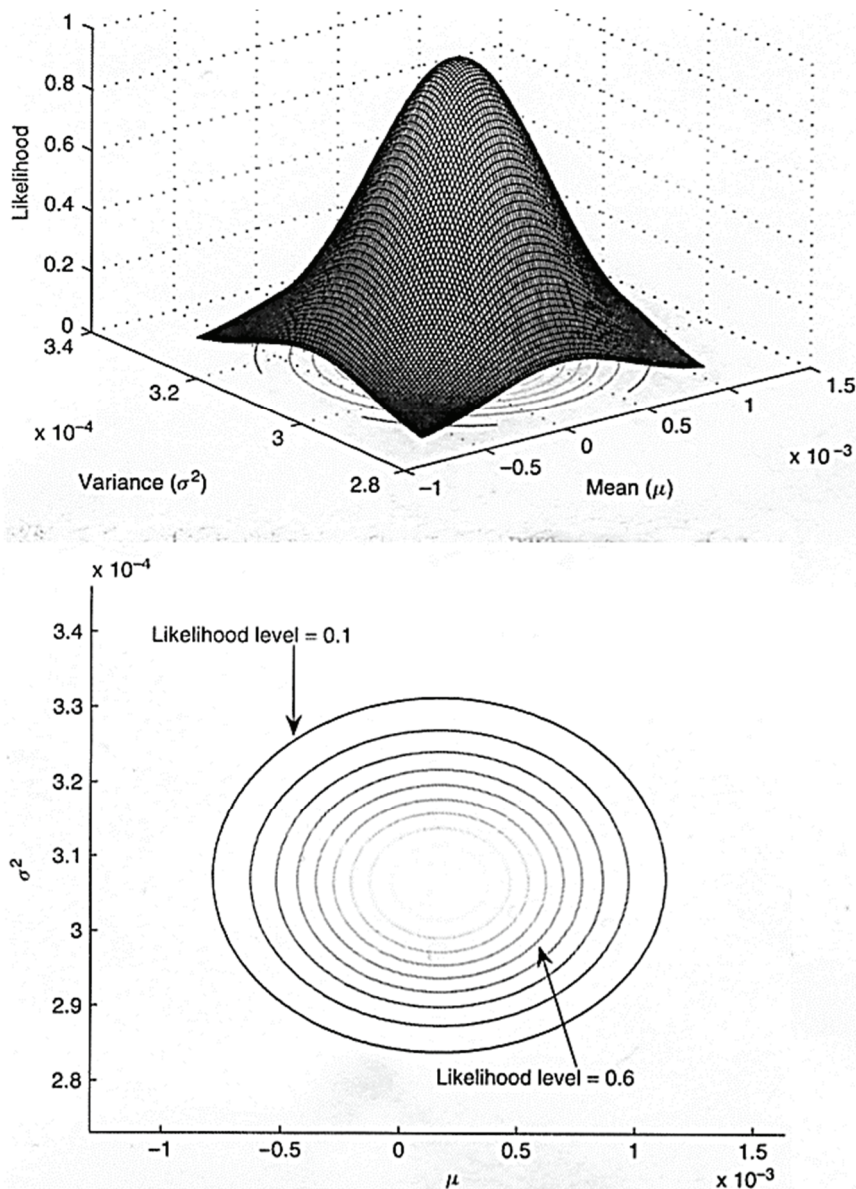 1
0.8
0.6
0.4
0.2
0
Likelihood
3.4
3.2
3
2.8
x 10⁻⁴
Variance (σ²)
−1
−0.5
0
0.5
1
1.5
x 10⁻³
Mean (μ)
x 10⁻⁴
3.4
3.3
3.2
3.1
3
2.9
2.8
σ²
Likelihood level = 0.1
Likelihood level = 0.6
−1
−0.5
0
0.5
1
1.5
μ
x 10⁻³